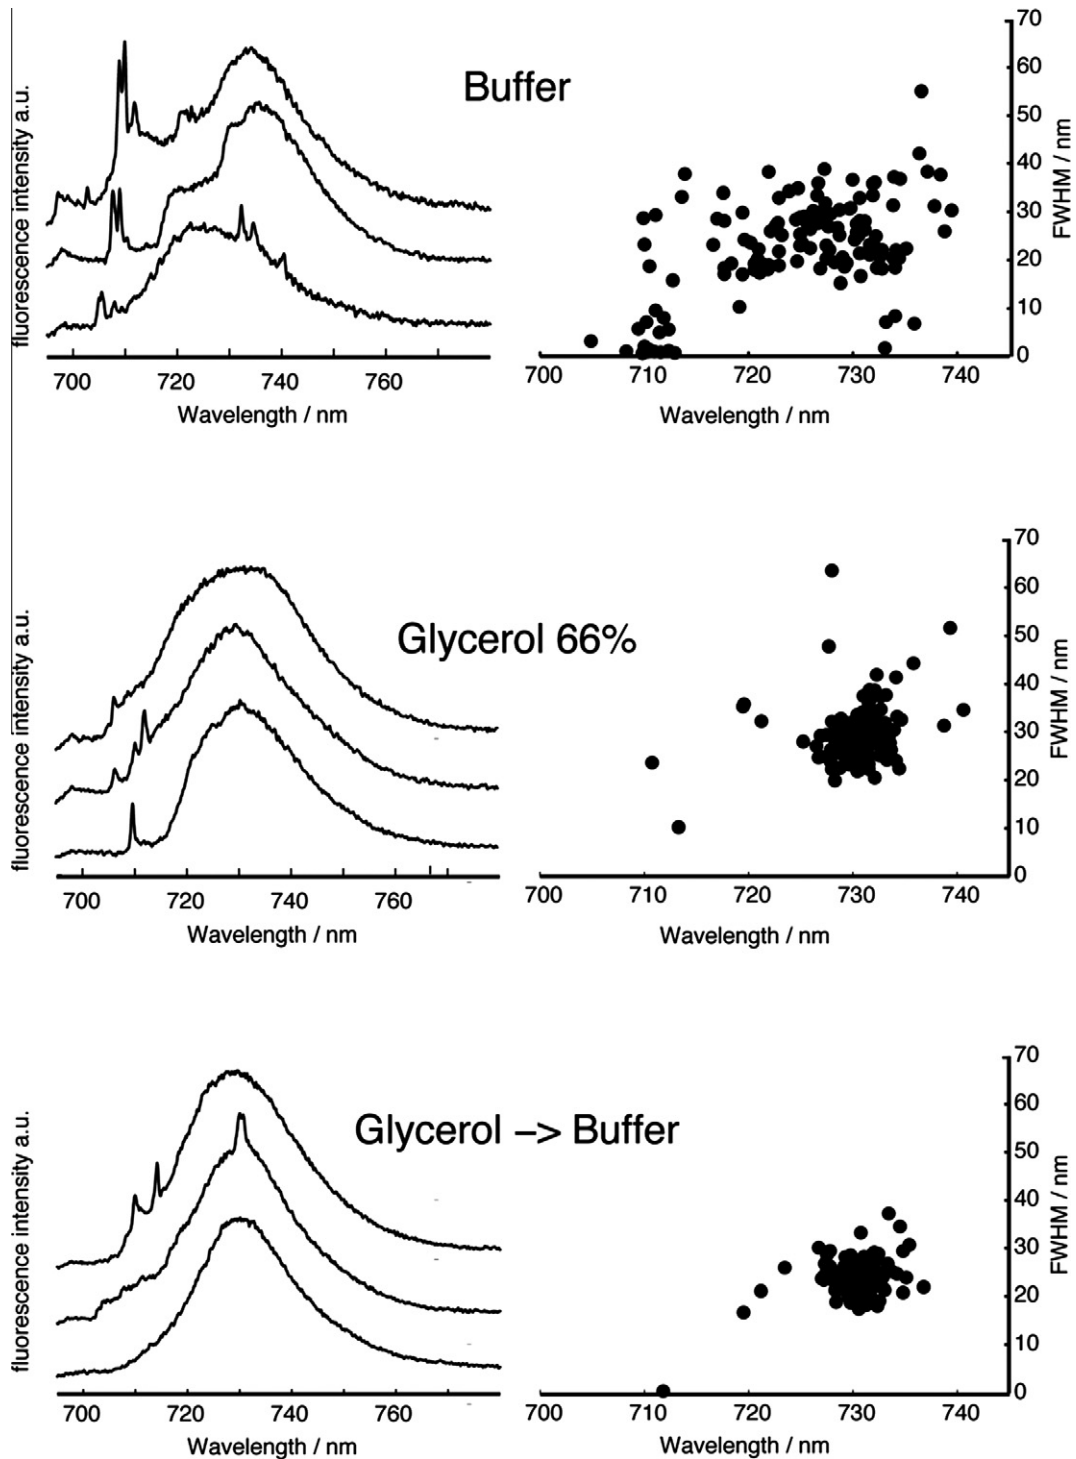 Buffer
fluorescence intensity a.u.
700 720 740 760
Wavelength / nm
70
60
50
40
30
20
10
0
FWHM / nm
700 710 720 730 740
Wavelength / nm
Glycerol 66%
fluorescence intensity a.u.
700 720 740 760
Wavelength / nm
70
60
50
40
30
20
10
0
FWHM / nm
700 710 720 730 740
Wavelength / nm
Glycerol –> Buffer
fluorescence intensity a.u.
700 720 740 760
Wavelength / nm
70
60
50
40
30
20
10
0
FWHM / nm
700 710 720 730 740
Wavelength / nm